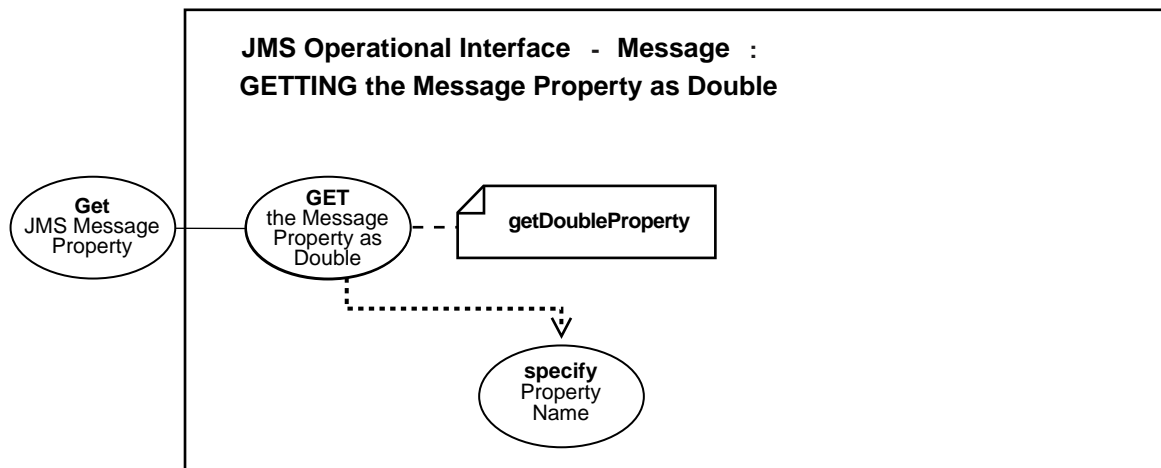 JMS Operational Interface - Message :
GETTING the Message Property as Double
Get
JMS Message
Property
GET
the Message
Property as
Double
getDoubleProperty
specify
Property
Name